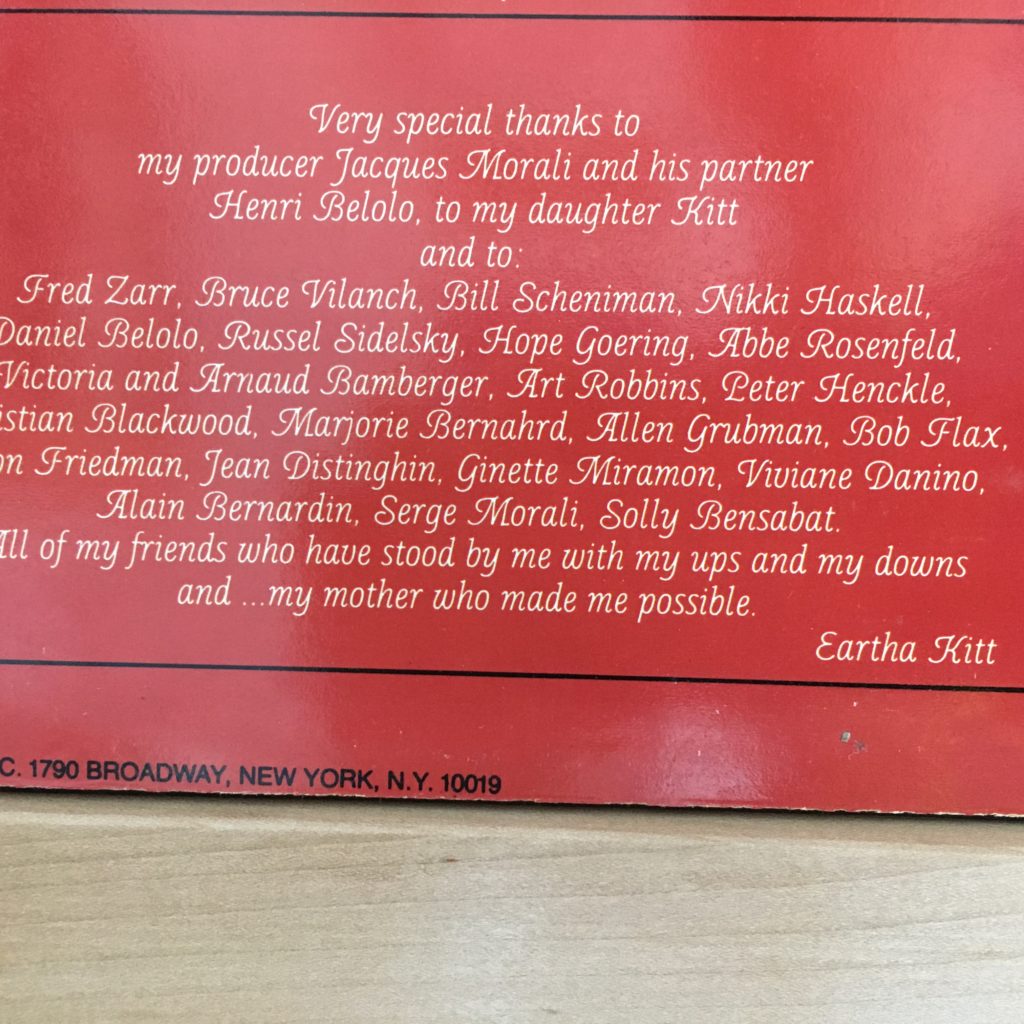 Very special thanks to
my producer Jacques Morali and his partner
Henri Belolo, to my daughter Kitt
and to:
Fred Zarr, Bruce Vilanch, Bill Scheniman, Nikki Haskell,
Daniel Belolo, Russel Sidelsky, Hope Goering, Abbe Rosenfeld,
Victoria and Arnaud Bamberger, Art Robbins, Peter Henckle,
istian Blackwood, Marjorie Bernahrd, Allen Grubman, Bob Flax,
on Friedman, Jean Distinghin, Ginette Miramon, Viviane Danino,
Alain Bernardin, Serge Morali, Solly Bensabat.
All of my friends who have stood by me with my ups and my downs
and ...my mother who made me possible.
Eartha Kitt
C. 1790 BROADWAY, NEW YORK, N.Y. 10019